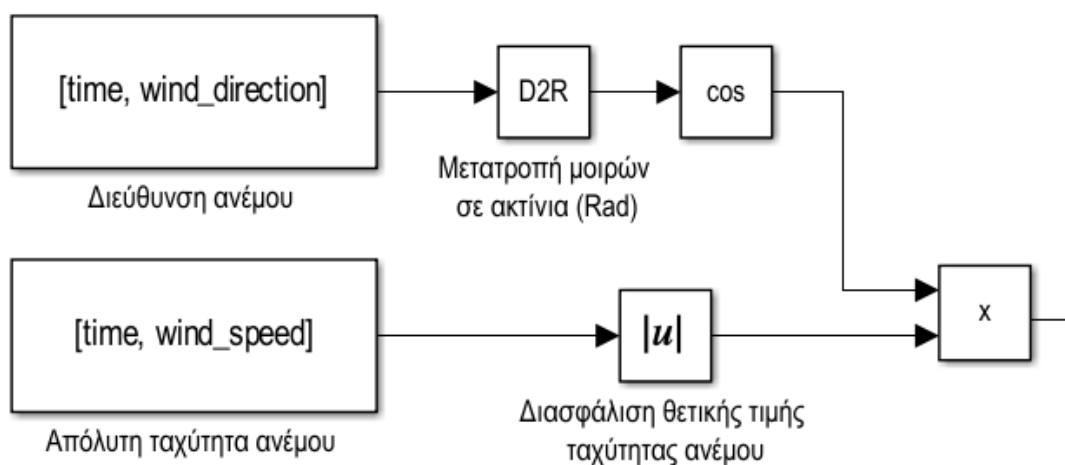 [time, wind_direction]
D2R
cos
Διεύθυνση ανέμου
Μετατροπή μοιρών
σε ακτίνια (Rad)
[time, wind_speed]
|u|
x
Απόλυτη ταχύτητα ανέμου
Διασφάλιση θετικής τιμής
ταχύτητας ανέμου